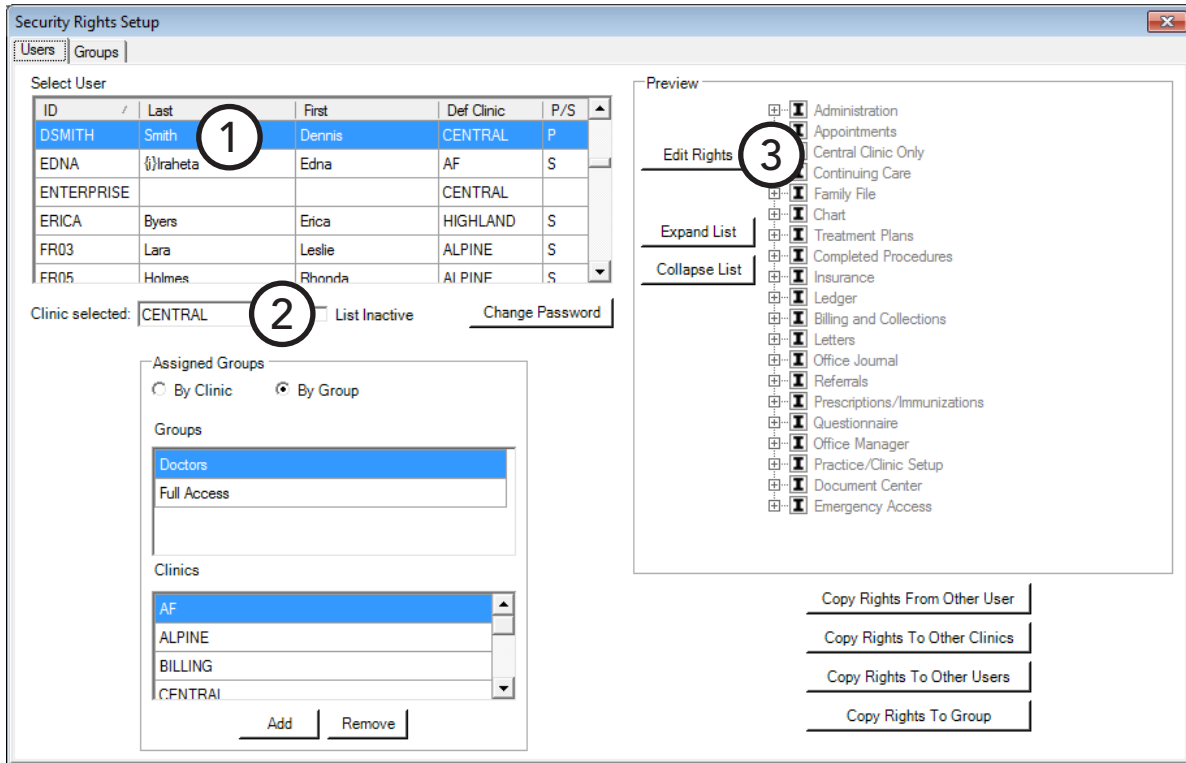 Security Rights Setup
Users Groups
Select User
ID / Last First Def Clinic P/S
DSMITH Smith Dennis CENTRAL P
EDNA {i}Iraheta Edna AF S
ENTERPRISE CENTRAL
ERICA Byers Erica HIGHLAND S
FR03 Lara Leslie ALPINE S
FR05 Holmes Rhonda ALPINE S
1
Clinic selected: CENTRAL 2 List Inactive Change Password
Assigned Groups
By Clinic By Group
Groups
Doctors
Full Access
Clinics
AF
ALPINE
BILLING
CENTRAL
Add Remove
Preview
Edit Rights 3
Expand List
Collapse List
Administration
Appointments
Central Clinic Only
Continuing Care
Family File
Chart
Treatment Plans
Completed Procedures
Insurance
Ledger
Billing and Collections
Letters
Office Journal
Referrals
Prescriptions/Immunizations
Questionnaire
Office Manager
Practice/Clinic Setup
Document Center
Emergency Access
Copy Rights From Other User
Copy Rights To Other Clinics
Copy Rights To Other Users
Copy Rights To Group